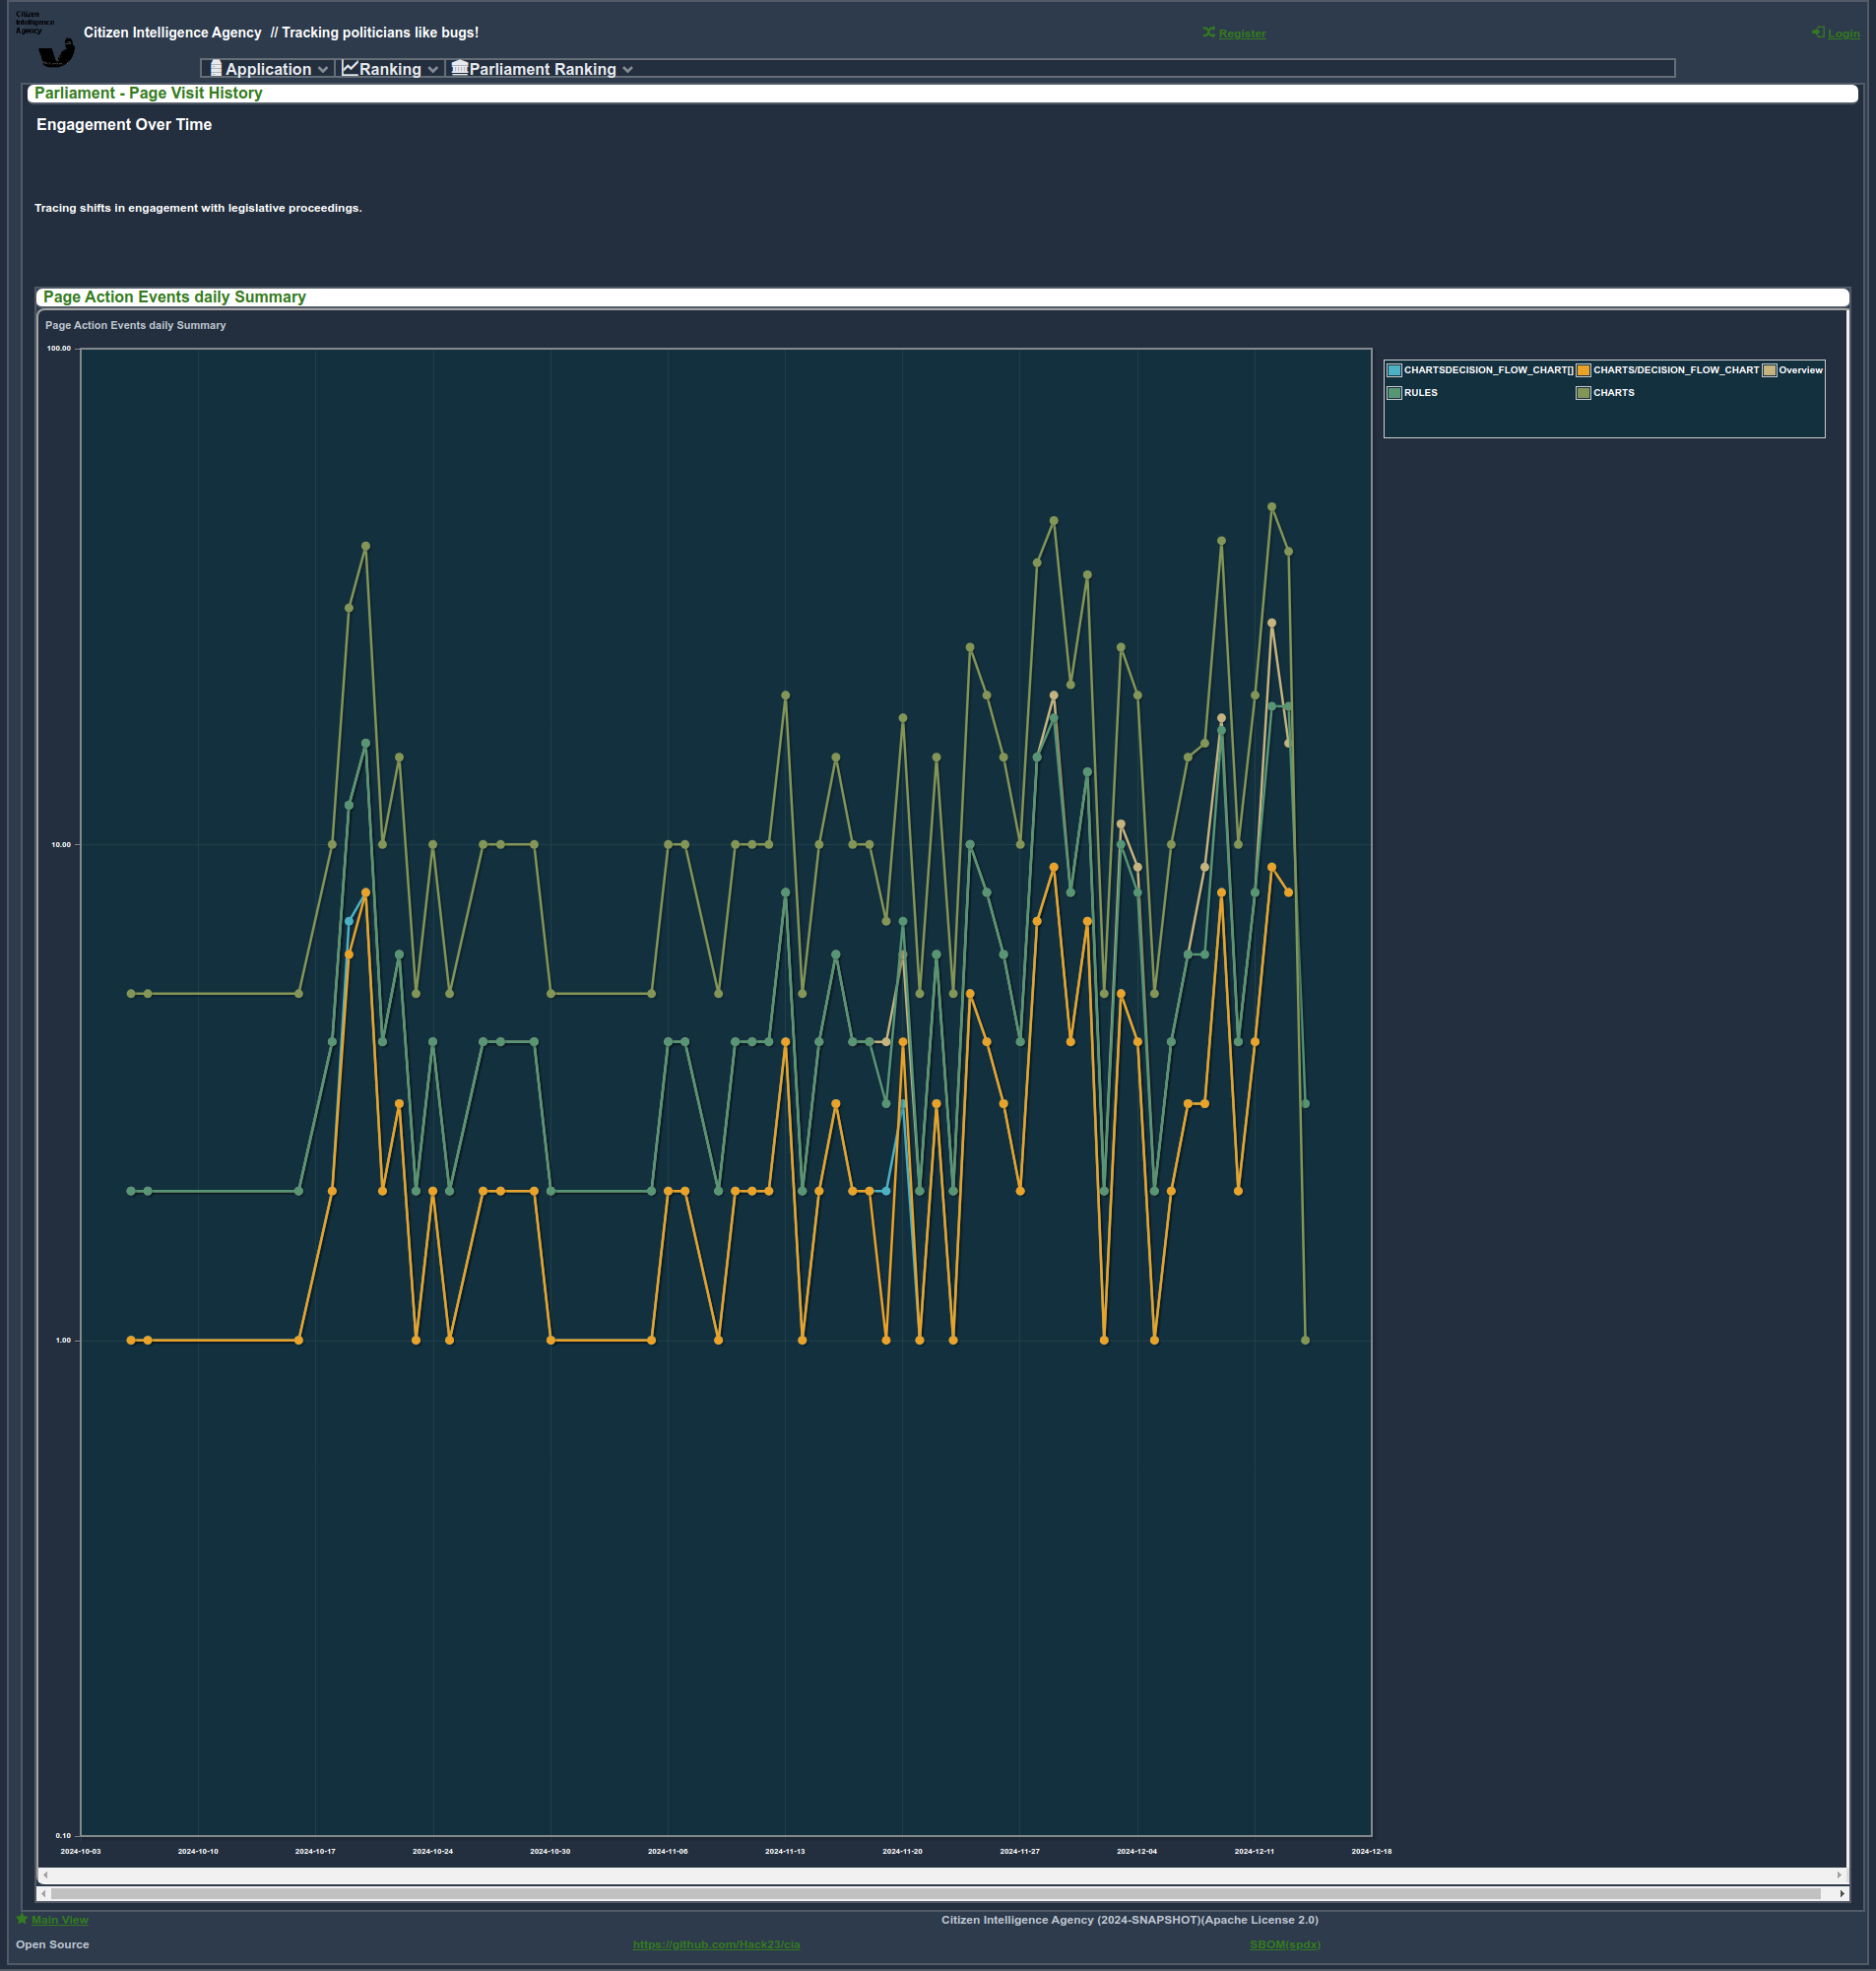 Citizen
Intelligence
Agency
Citizen Intelligence Agency // Tracking politicians like bugs!
Register
Login
Application
Ranking
Parliament Ranking
Parliament - Page Visit History
Engagement Over Time
Tracing shifts in engagement with legislative proceedings.
Page Action Events daily Summary
Page Action Events daily Summary
100.00
10.00
1.00
0.10
CHARTSDECISION_FLOW_CHART[] CHARTS/DECISION_FLOW_CHART Overview
RULES CHARTS
2024-10-03 2024-10-10 2024-10-17 2024-10-24 2024-10-30 2024-11-06 2024-11-13 2024-11-20 2024-11-27 2024-12-04 2024-12-11 2024-12-18
Main View
Citizen Intelligence Agency (2024-SNAPSHOT)(Apache License 2.0)
Open Source
https://github.com/Hack23/cia
SBOM(spdx)